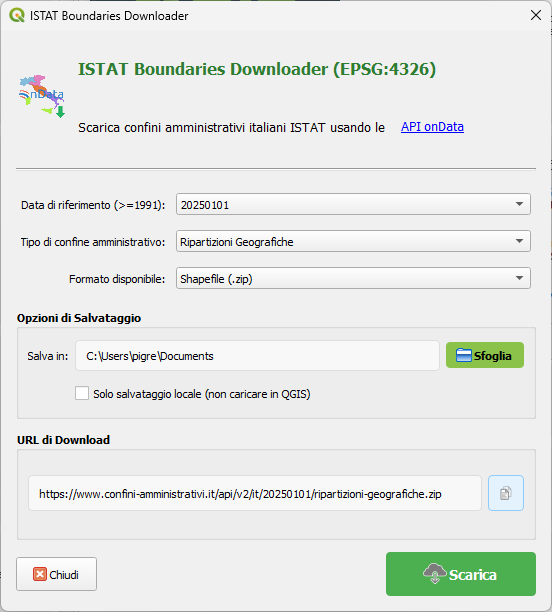 ISTAT Boundaries Downloader
ISTAT Boundaries Downloader (EPSG:4326)
onData
Scarica confini amministrativi italiani ISTAT usando le API onData
Data di riferimento (>=1991): 20250101
Tipo di confine amministrativo: Ripartizioni Geografiche
Formato disponibile: Shapefile (.zip)
Opzioni di Salvataggio
Salva in: C:\Users\pigre\Documents Sfoglia
Solo salvataggio locale (non caricare in QGIS)
URL di Download
https://www.confini-amministrativi.it/api/v2/it/20250101/ripartizioni-geografiche.zip
Chiudi Scarica